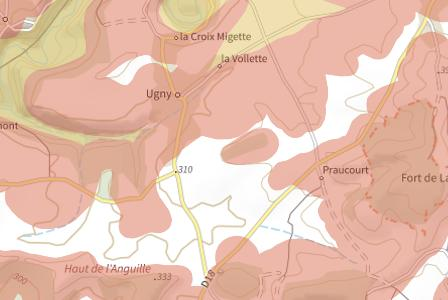 la Croix Migette
la Vollette
Ugny
mont
.310
Praucourt
Fort de La
Haut de l'Anguille
.333
300
D18